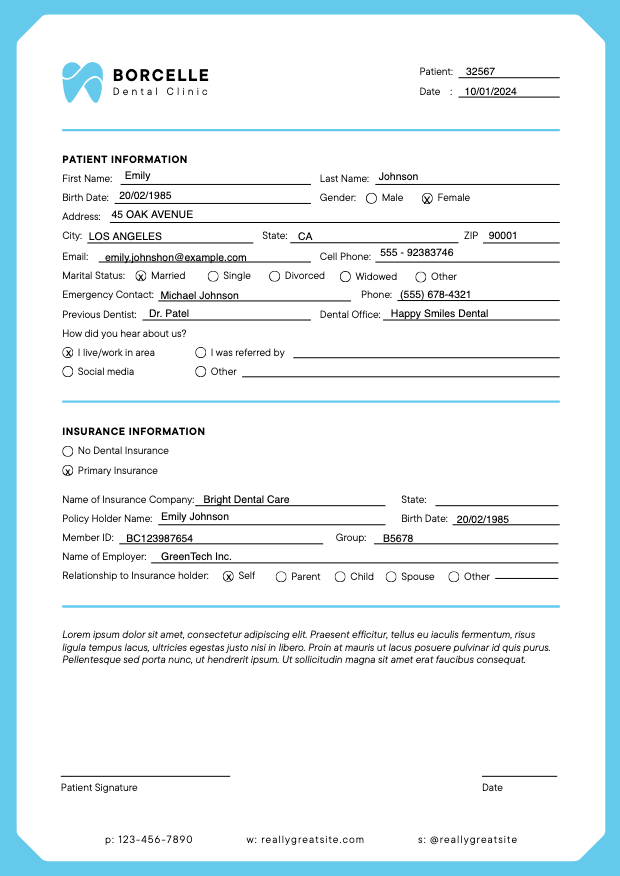 BORCELLE
Dental Clinic
Patient: 32567
Date : 10/01/2024
PATIENT INFORMATION
First Name: Emily Last Name: Johnson
Birth Date: 20/02/1985 Gender: Male x Female
Address: 45 OAK AVENUE
City: LOS ANGELES State: CA ZIP 90001
Email: emily.johnshon@example.com Cell Phone: 555 - 92383746
Marital Status: x Married Single Divorced Widowed Other
Emergency Contact: Michael Johnson Phone: (555) 678-4321
Previous Dentist: Dr. Patel Dental Office: Happy Smiles Dental
How did you hear about us?
x I live/work in area I was referred by
Social media Other
INSURANCE INFORMATION
No Dental Insurance
x Primary Insurance
Name of Insurance Company: Bright Dental Care State:
Policy Holder Name: Emily Johnson Birth Date: 20/02/1985
Member ID: BC123987654 Group: B5678
Name of Employer: GreenTech Inc.
Relationship to Insurance holder: x Self Parent Child Spouse Other
Lorem ipsum dolor sit amet, consectetur adipiscing elit. Praesent efficitur, tellus eu iaculis fermentum, risus
ligula tempus lacus, ultricies egestas justo nisi in libero. Proin at mauris ut lacus posuere pulvinar id quis purus.
Pellentesque sed porta nunc, ut hendrerit ipsum. Ut sollicitudin magna sit amet erat faucibus consequat.
Patient Signature Date
p: 123-456-7890 w: reallygreatsite.com s: @reallygreatsite